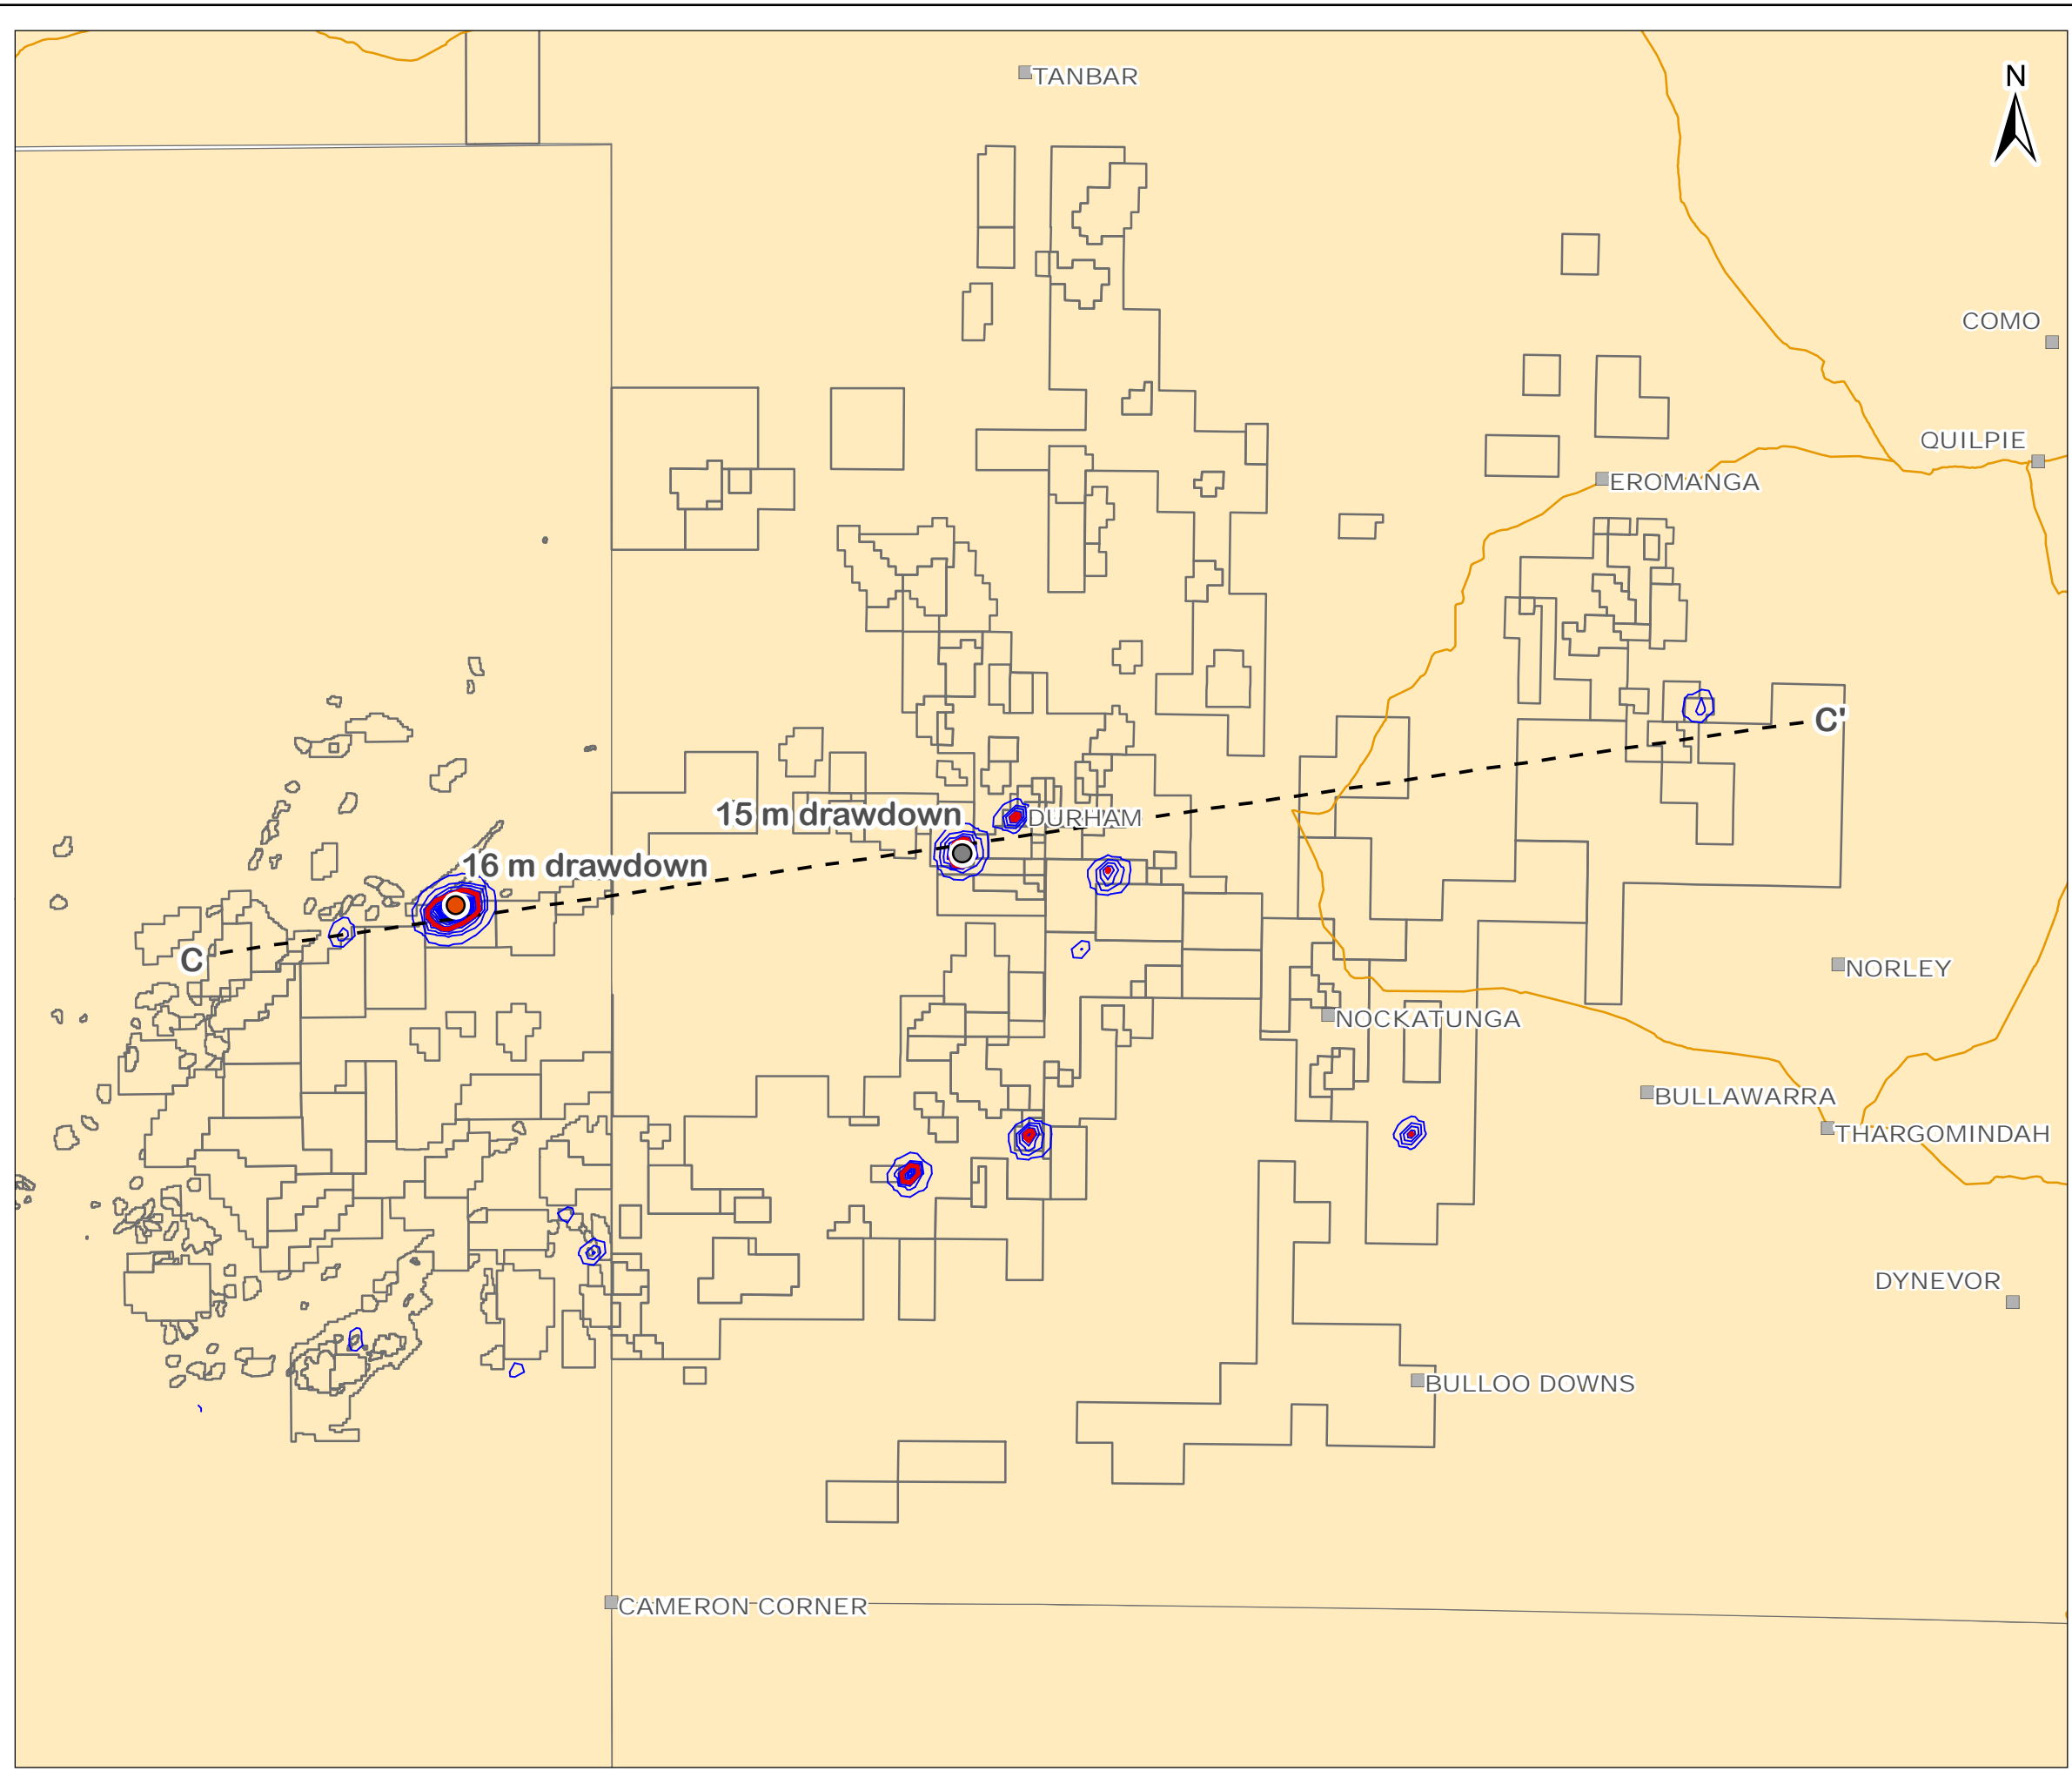 TANBAR
N
COMO
QUILPIE
EROMANGA
C'
15 m drawdown
DURHAM
16 m drawdown
C
NORLEY
NOCKATUNGA
BULLAWARRA
THARGOMINDAH
DYNEVOR
BULLOO DOWNS
CAMERON CORNER